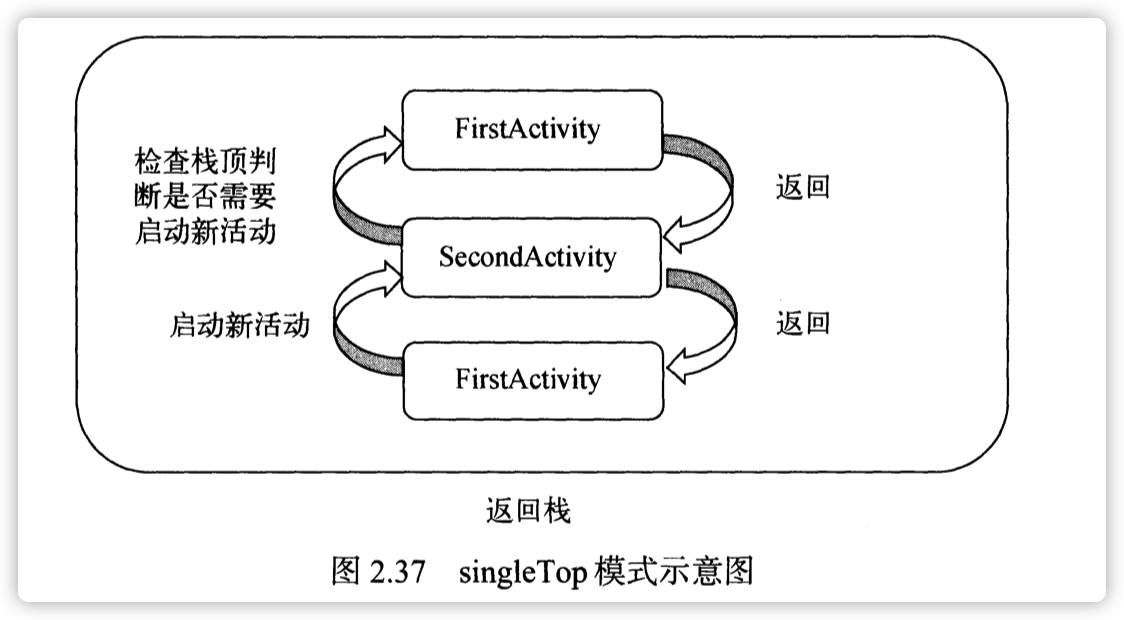 FirstActivity
检查栈顶判
断是否需要
启动新活动
返回
SecondActivity
启动新活动
返回
FirstActivity
返回栈
图 2.37 singleTop 模式示意图